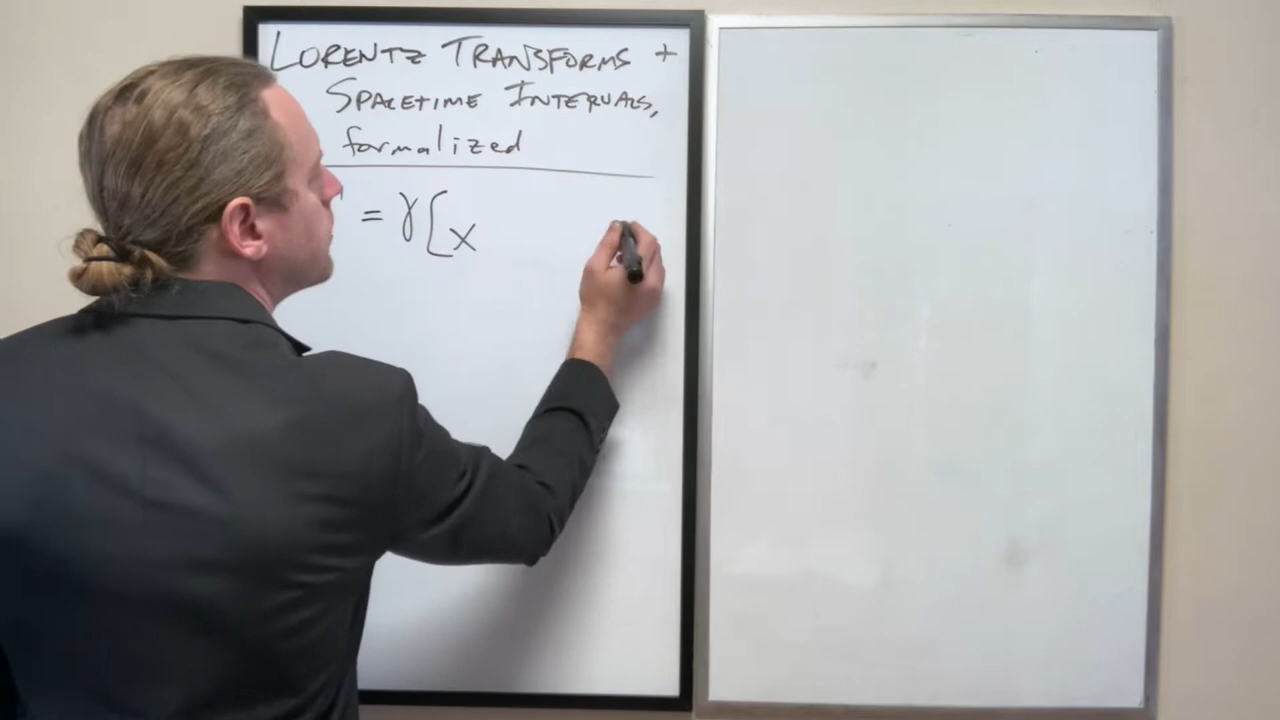 LORENTZ TRANSFORMS +
SPACETIME INTERVALS,
formalized
' = γ[x